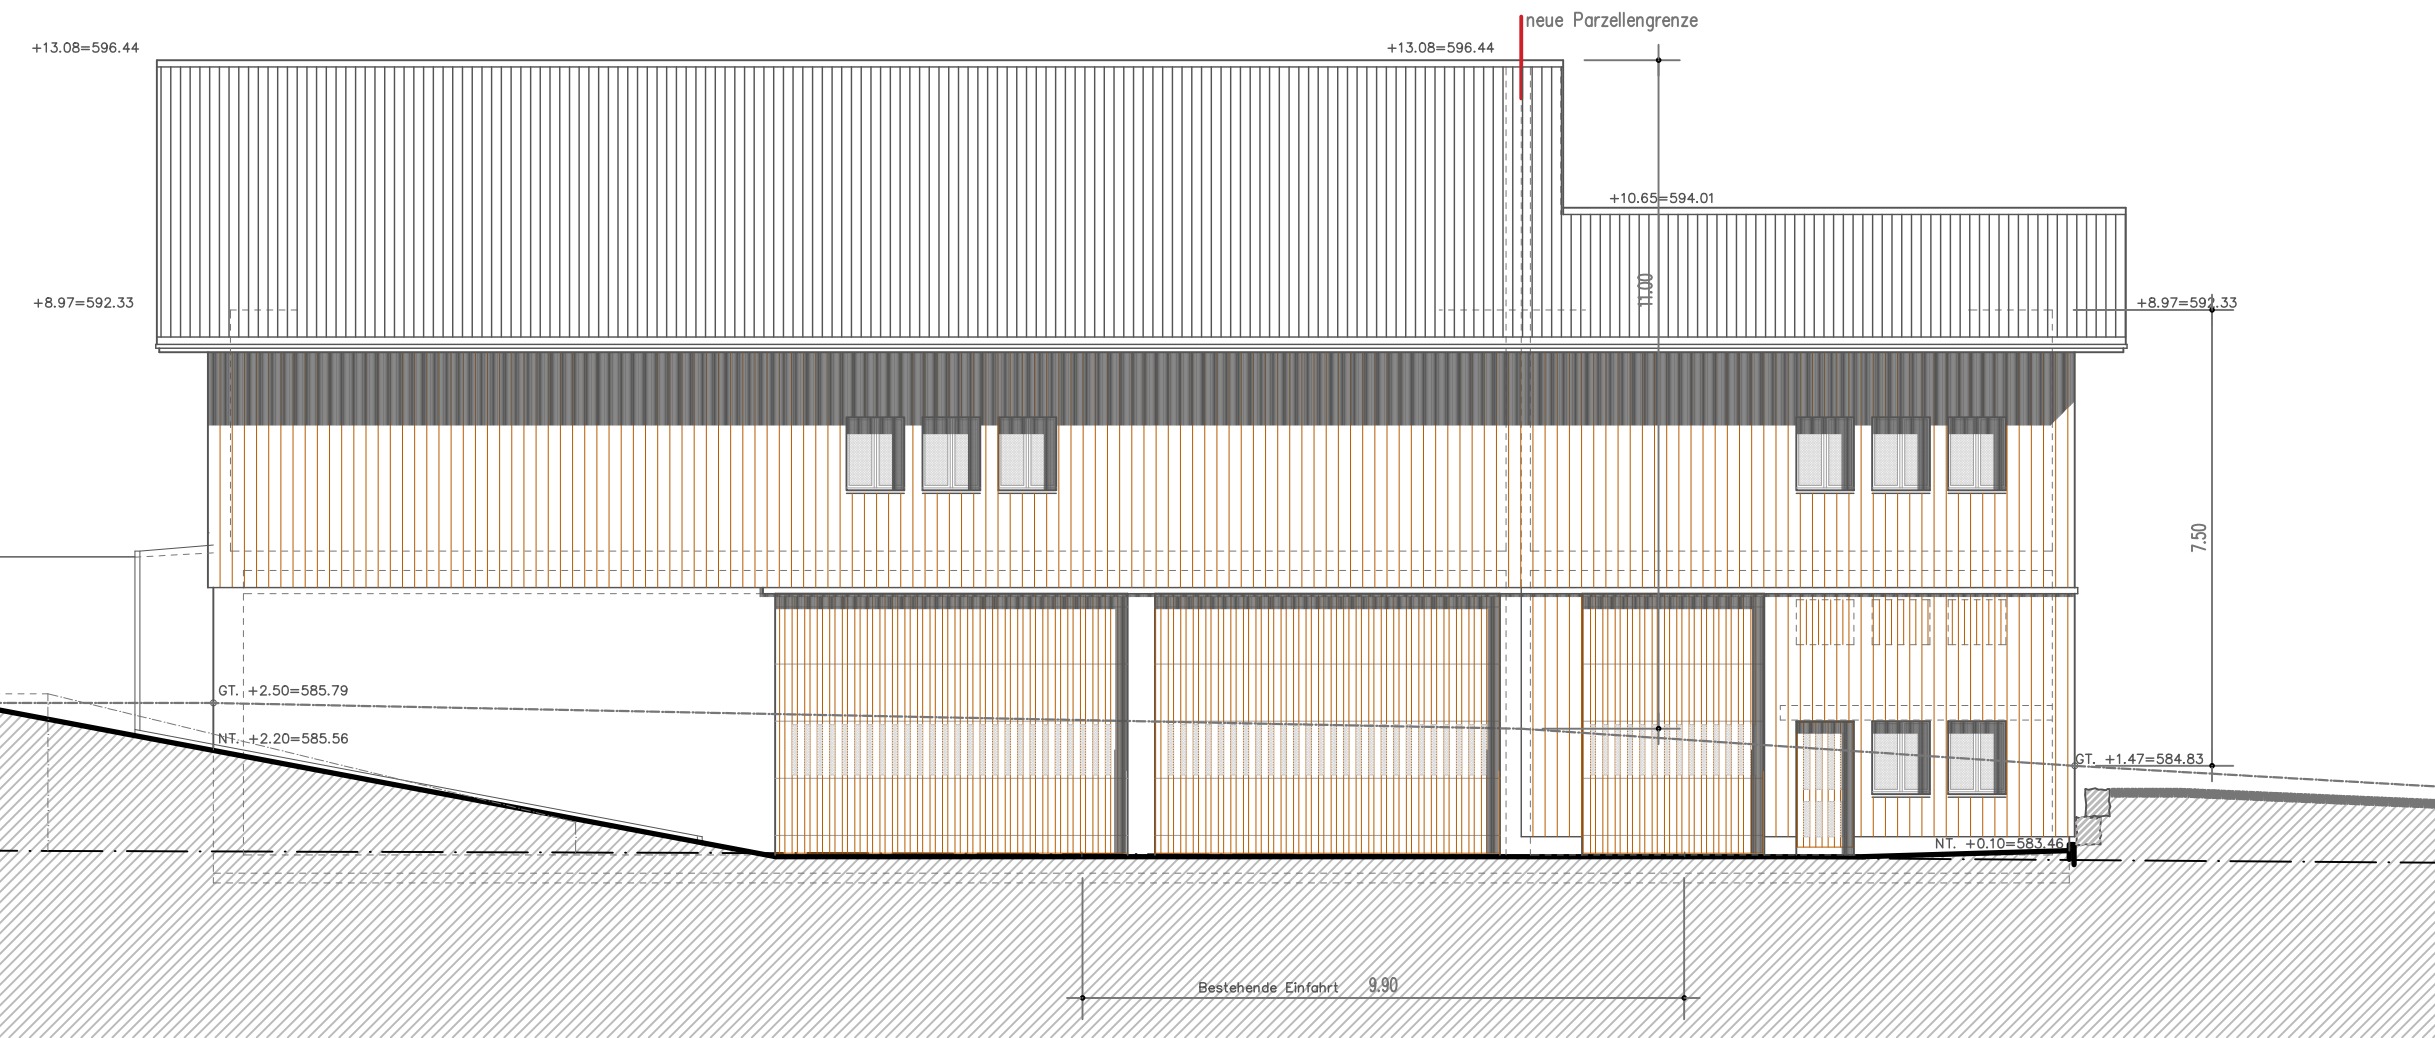 neue Parzellengrenze
+13.08=596.44
+13.08=596.44
+10.65=594.01
11.00
+8.97=592.33
+8.97=592.33
7.50
GT. +2.50=585.79
NT. +2.20=585.56
GT. +1.47=584.83
NT. +0.10=583.46
Bestehende Einfahrt 9.90